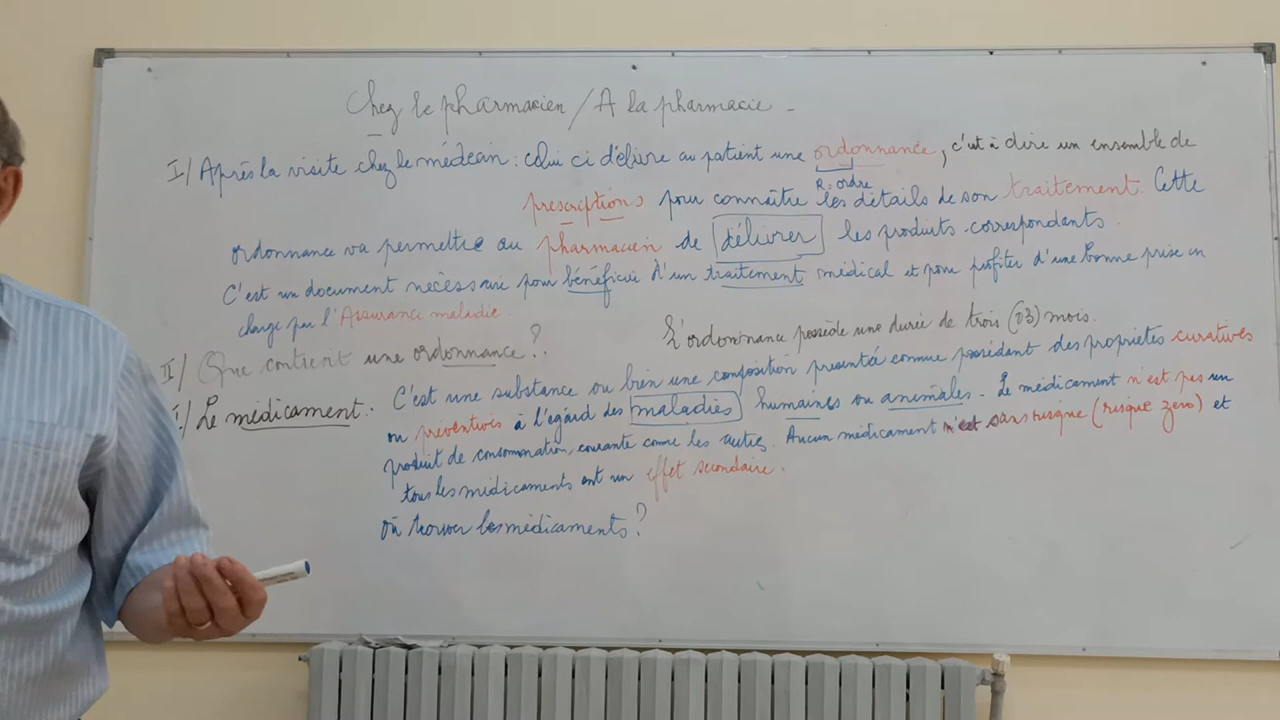 Chez le pharmacien / A la pharmacie -
I/ Après la visite chez le médecin : celui ci délivre au patient une ordonnance, c'est à dire un ensemble de
R = ordre
prescriptions pour connaître les détails de son traitement. Cette
ordonnance va permettre au pharmacien de délivrer les produits correspondants.
C'est un document nécessaire pour bénéficier d'un traitement médical et pour profiter d'une bonne prise en
charge par l'Assurance maladie.
L'ordonnance possède une durée de trois (03) mois.
II/ Que contient une ordonnance ?
I/ Le médicament :
C'est une substance ou bien une composition présentée comme possédant des propriétés curatives
ou préventives à l'égard des maladies humaines ou animales. Le médicament n'est pas un
produit de consommation, courante comme les autres. Aucun médicament n'est sans risque (risque zero) et
tous les médicaments ont un effet secondaire.
Où trouver les médicaments ?